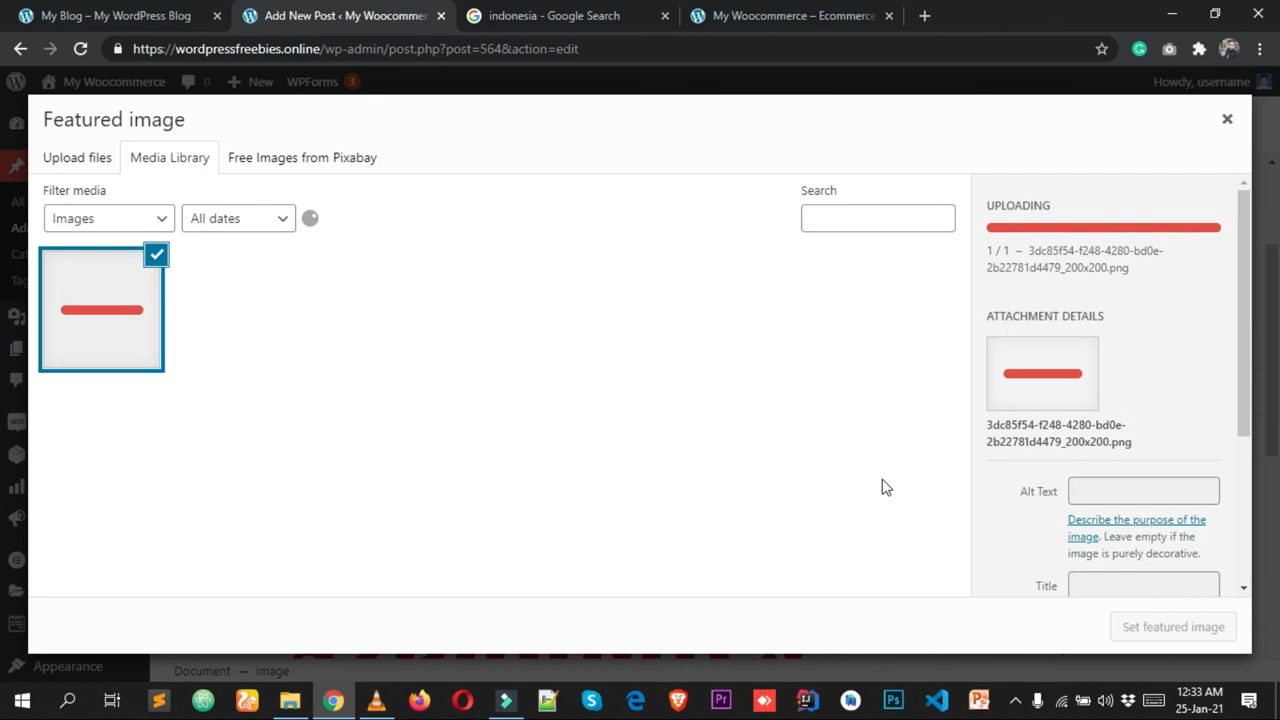 My Blog – My WordPress Blog
Add New Post ‹ My Woocommer
indonesia - Google Search
My Woocommerce – Ecommerce
https://wordpressfreebies.online/wp-admin/post.php?post=564&action=edit
My Woocommerce
0
New
WPForms
3
Howdy, username
Featured image
Upload files
Media Library
Free Images from Pixabay
Filter media
Images
All dates
Search
All
Add
Cat
Tag
UPLOADING
1 / 1 – 3dc85f54-f248-4280-bd0e-
2b22781d4479_200x200.png
ATTACHMENT DETAILS
3dc85f54-f248-4280-bd0e-
2b22781d4479_200x200.png
Alt Text
Describe the purpose of the
image. Leave empty if the
image is purely decorative.
Title
Set featured image
Appearance
Document → Image
12:33 AM
25-Jan-21